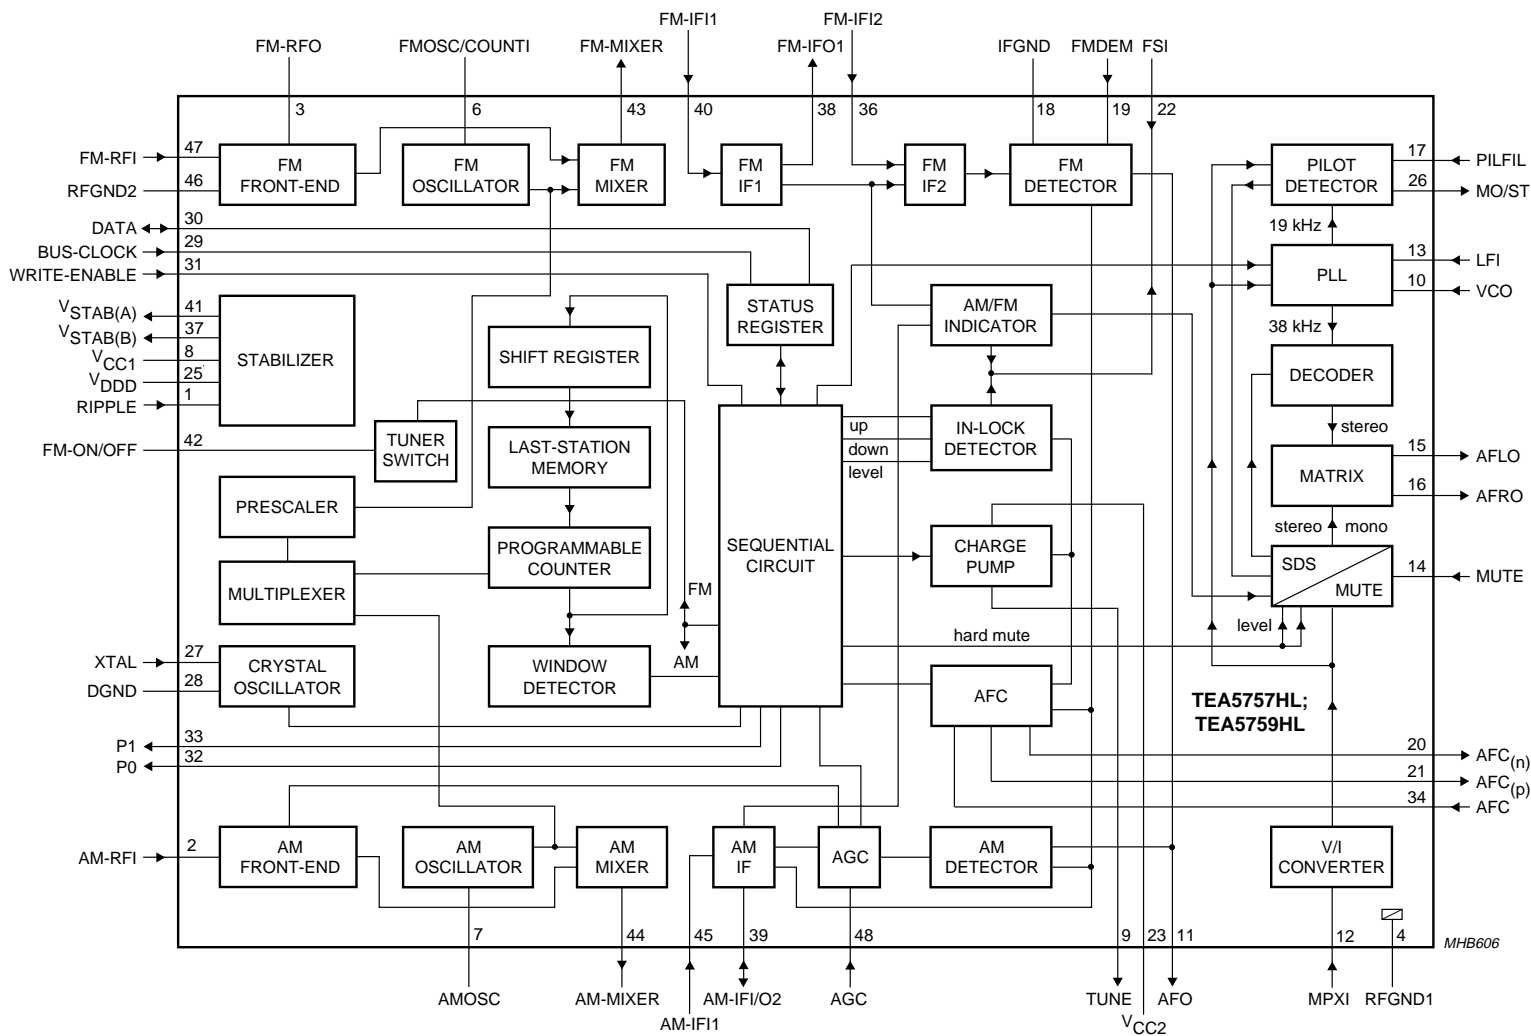 FM-IFI1
FM-IFI2
FM-RFO
FMOSC/COUNTI
FM-MIXER
FM-IFO1
IFGND
FMDEM
FSI
3
6
43
40
38
36
18
19
22
FM-RFI
47
RFGND2
46
FM
FRONT-END
FM
OSCILLATOR
FM
MIXER
FM
IF1
FM
IF2
FM
DETECTOR
PILOT
DETECTOR
17
PILFIL
26
MO/ST
DATA
30
BUS-CLOCK
29
WRITE-ENABLE
31
19 kHz
PLL
13
LFI
10
VCO
38 kHz
VSTAB(A)
41
VSTAB(B)
37
VCC1
8
VDDD
25
RIPPLE
1
STABILIZER
SHIFT REGISTER
STATUS
REGISTER
AM/FM
INDICATOR
DECODER
stereo
FM-ON/OFF
42
TUNER
SWITCH
LAST-STATION
MEMORY
up
down
level
IN-LOCK
DETECTOR
MATRIX
15
AFLO
16
AFRO
PRESCALER
PROGRAMMABLE
COUNTER
SEQUENTIAL
CIRCUIT
CHARGE
PUMP
stereo
mono
MULTIPLEXER
FM
AM
SDS
MUTE
14
MUTE
level
hard mute
XTAL
27
DGND
28
CRYSTAL
OSCILLATOR
WINDOW
DETECTOR
AFC
TEA5757HL;
TEA5759HL
P1
33
P0
32
20
AFC(n)
21
AFC(p)
34
AFC
AM-RFI
2
AM
FRONT-END
AM
OSCILLATOR
AM
MIXER
AM
IF
AGC
AM
DETECTOR
V/I
CONVERTER
7
44
45
39
48
9
23
11
12
4
MHB606
AMOSC
AM-MIXER
AM-IFI1
AM-IFI/O2
AGC
TUNE
VCC2
AFO
MPXI
RFGND1